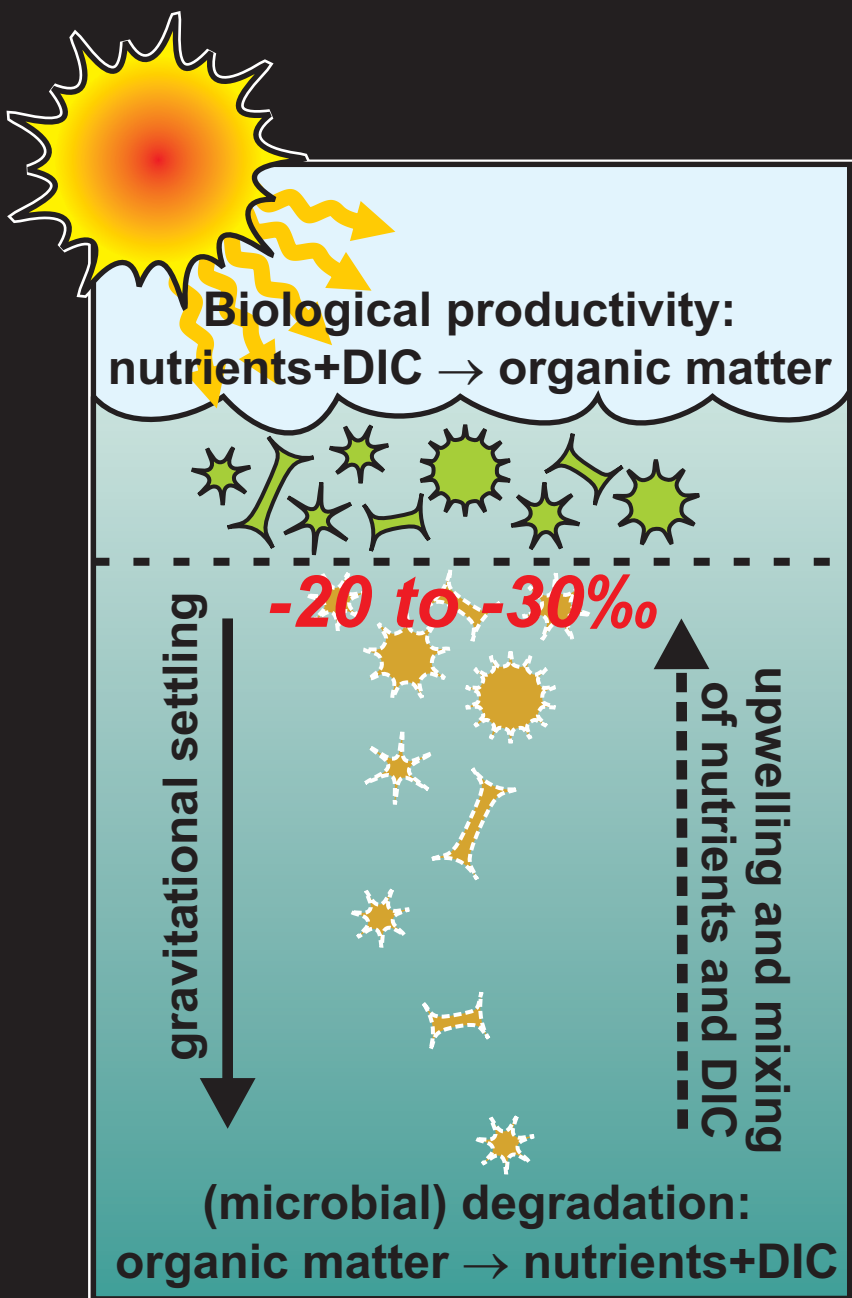 Biological productivity:
nutrients+DIC → organic matter
-20 to -30‰
gravitational settling
upwelling and mixing
of nutrients and DIC
(microbial) degradation:
organic matter → nutrients+DIC